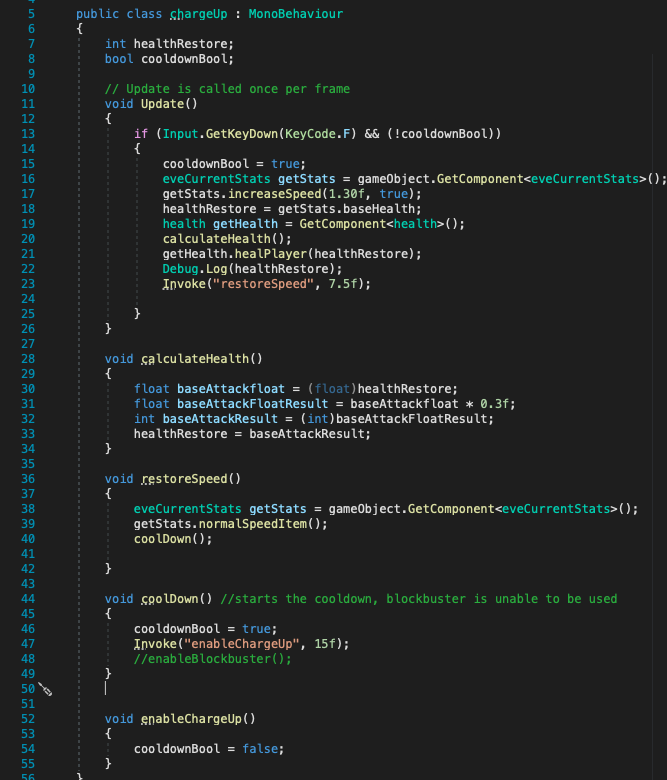 5 public class chargeUp : MonoBehaviour
6 {
7 int healthRestore;
8 bool cooldownBool;
9
10 // Update is called once per frame
11 void Update()
12 {
13 if (Input.GetKeyDown(KeyCode.F) && (!cooldownBool))
14 {
15 cooldownBool = true;
16 eveCurrentStats getStats = gameObject.GetComponent<eveCurrentStats>();
17 getStats.increaseSpeed(1.30f, true);
18 healthRestore = getStats.baseHealth;
19 health getHealth = GetComponent<health>();
20 calculateHealth();
21 getHealth.healPlayer(healthRestore);
22 Debug.Log(healthRestore);
23 Invoke("restoreSpeed", 7.5f);
24
25 }
26 }
27
28 void calculateHealth()
29 {
30 float baseAttackfloat = (float)healthRestore;
31 float baseAttackFloatResult = baseAttackfloat * 0.3f;
32 int baseAttackResult = (int)baseAttackFloatResult;
33 healthRestore = baseAttackResult;
34 }
35
36 void restoreSpeed()
37 {
38 eveCurrentStats getStats = gameObject.GetComponent<eveCurrentStats>();
39 getStats.normalSpeedItem();
40 coolDown();
41
42 }
43
44 void coolDown() //starts the cooldown, blockbuster is unable to be used
45 {
46 cooldownBool = true;
47 Invoke("enableChargeUp", 15f);
48 //enableBlockbuster();
49 }
50
51
52 void enableChargeUp()
53 {
54 cooldownBool = false;
55 }
56 }